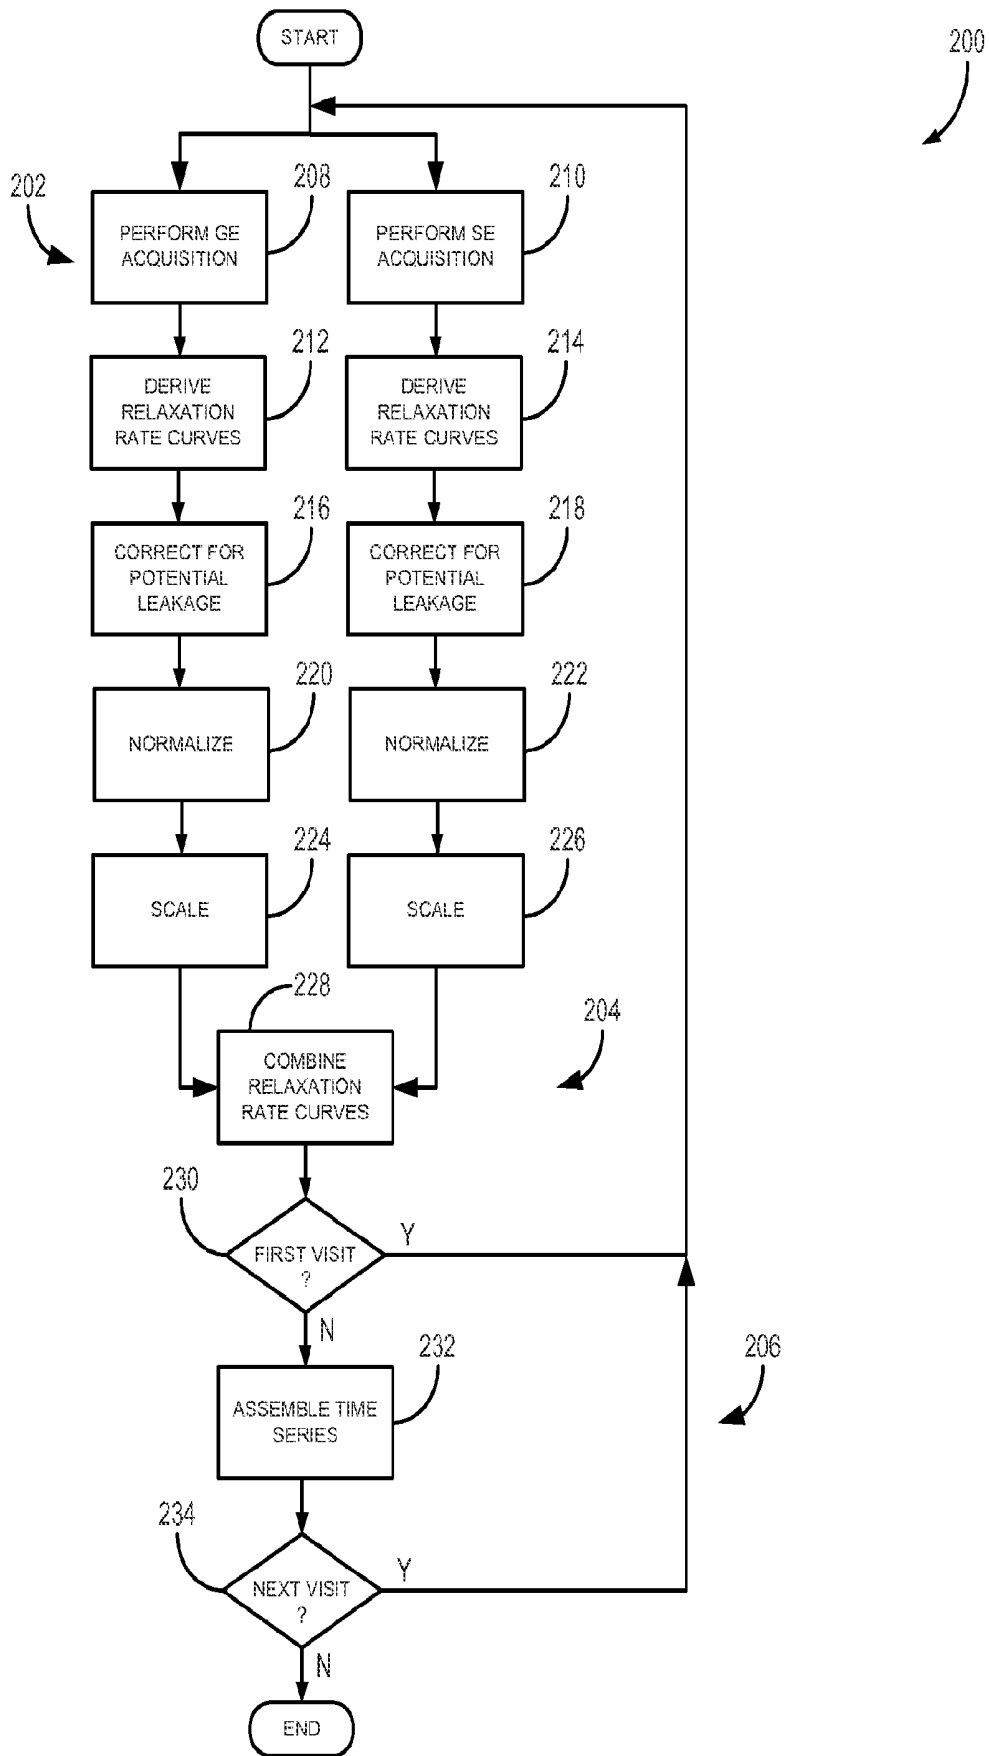 START
200
202
208
210
PERFORM GE
ACQUISITION
PERFORM SE
ACQUISITION
212
214
DERIVE
RELAXATION
RATE CURVES
DERIVE
RELAXATION
RATE CURVES
216
218
CORRECT FOR
POTENTIAL
LEAKAGE
CORRECT FOR
POTENTIAL
LEAKAGE
220
222
NORMALIZE
NORMALIZE
224
226
SCALE
SCALE
228
204
COMBINE
RELAXATION
RATE CURVES
230
Y
FIRST VISIT
?
N
232
206
ASSEMBLE TIME
SERIES
234
Y
NEXT VISIT
?
N
END